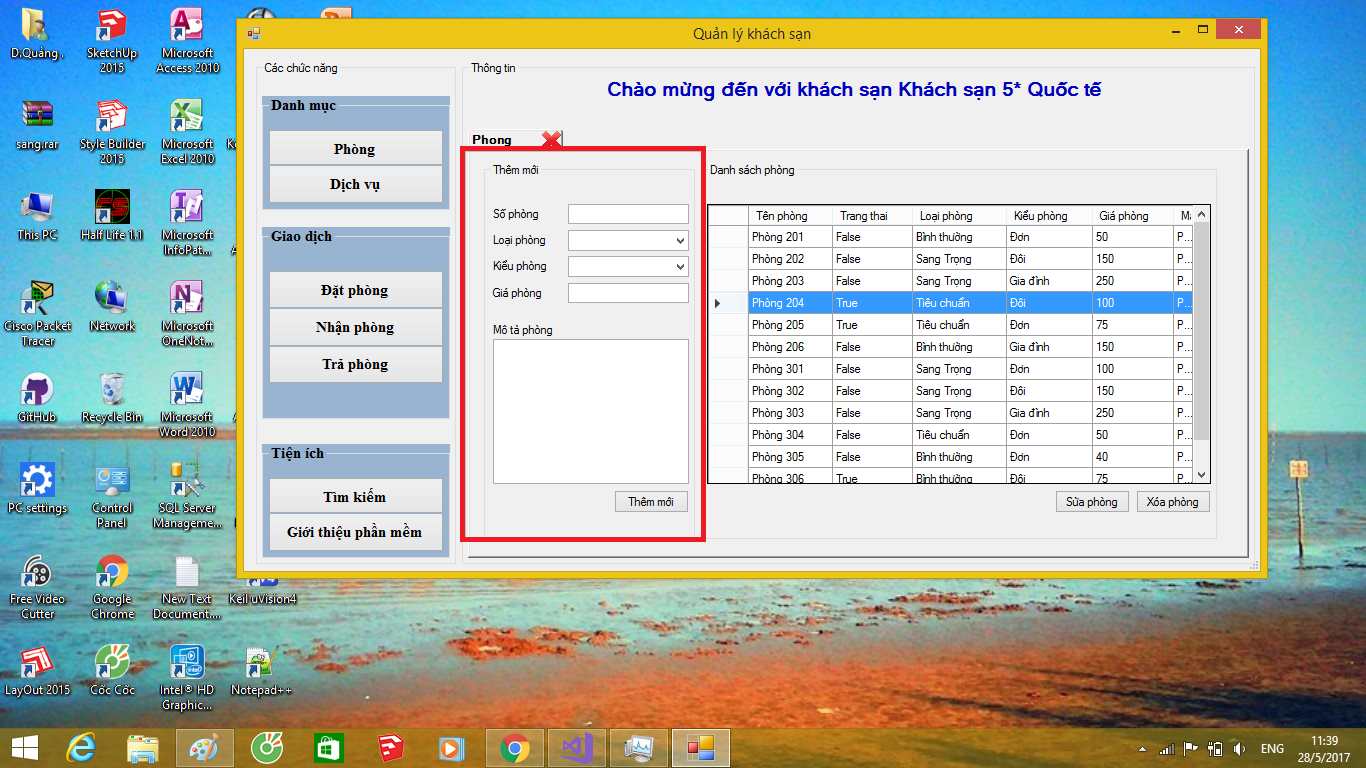 D.Quảng .
SketchUp
2015
Microsoft
Access 2010
sang.rar
Style Builder
2015
Microsoft
Excel 2010
This PC
Half Life 1.1
Microsoft
InfoPat...
Cisco Packet
Tracer
Network
Microsoft
OneNot...
GitHub
Recycle Bin
Microsoft
Word 2010
PC settings
Control
Panel
SQL Server
Manageme...
Free Video
Cutter
Google
Chrome
New Text
Document....
Keil uVision4
LayOut 2015
Cốc Cốc
Intel® HD
Graphic...
Notepad++
Quản lý khách sạn
Các chức năng
Danh mục
Phòng
Dịch vụ
Giao dịch
Đặt phòng
Nhận phòng
Trả phòng
Tiện ích
Tìm kiếm
Giới thiệu phần mềm
Thông tin
Chào mừng đến với khách sạn Khách sạn 5* Quốc tế
Phong
Thêm mới
Số phòng
Loại phòng
Kiểu phòng
Giá phòng
Mô tả phòng
Thêm mới
Danh sách phòng
Tên phòng Trang thai Loại phòng Kiểu phòng Giá phòng
Phòng 201 False Bình thường Đơn 50 P...
Phòng 202 False Sang Trọng Đôi 150 P...
Phòng 203 False Sang Trọng Gia đình 250 P...
Phòng 204 True Tiêu chuẩn Đôi 100 P...
Phòng 205 True Tiêu chuẩn Đơn 75 P...
Phòng 206 False Bình thường Gia đình 150 P...
Phòng 301 False Sang Trọng Đơn 100 P...
Phòng 302 False Sang Trọng Đôi 150 P...
Phòng 303 False Sang Trọng Gia đình 250 P...
Phòng 304 False Tiêu chuẩn Đơn 50 P...
Phòng 305 False Bình thường Đơn 40 P...
Phòng 306 True Bình thường Đôi 75 P...
Sửa phòng Xóa phòng
ENG
11:39
28/5/2017